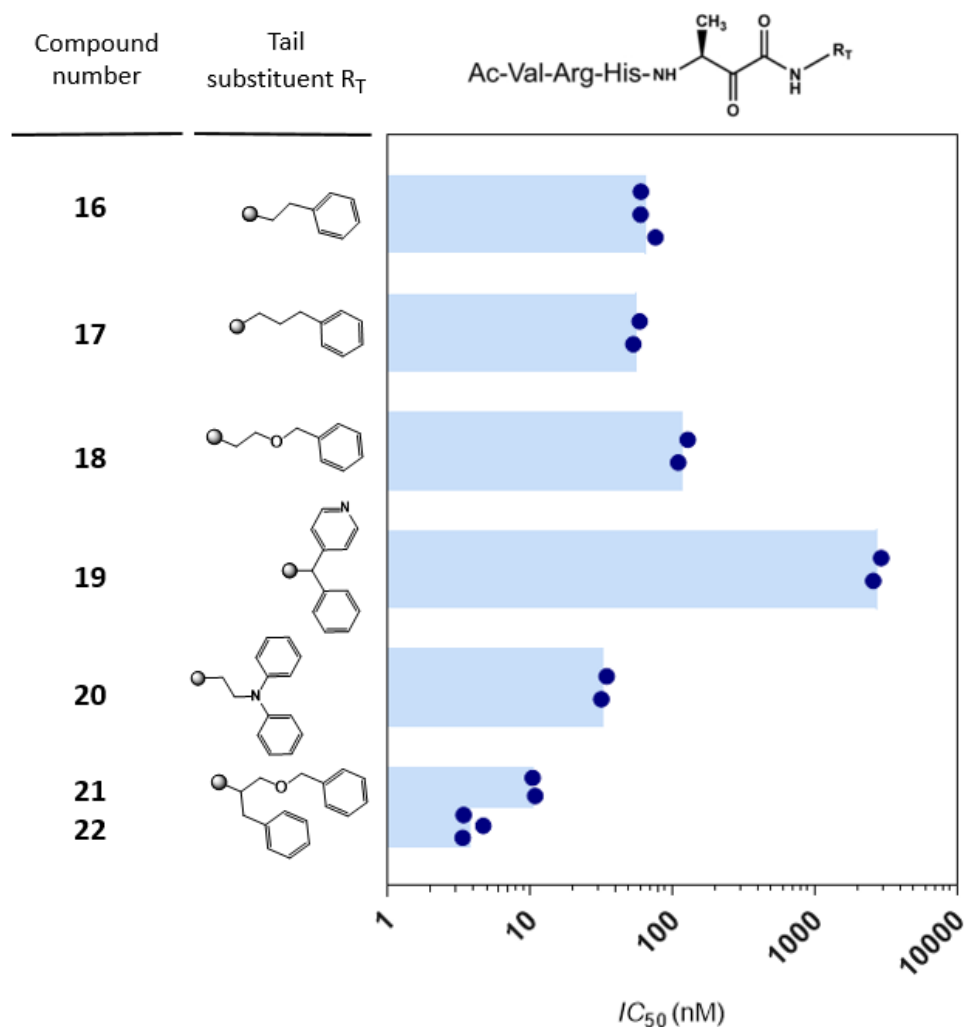 Compound
number
Tail
substituent R_T
CH₃
O
O
R_T
Ac-Val-Arg-His-NH
N
H
O
16
17
18
O
N
19
20
N
21
O
22
1
10
100
1000
10000
IC₅₀ (nM)